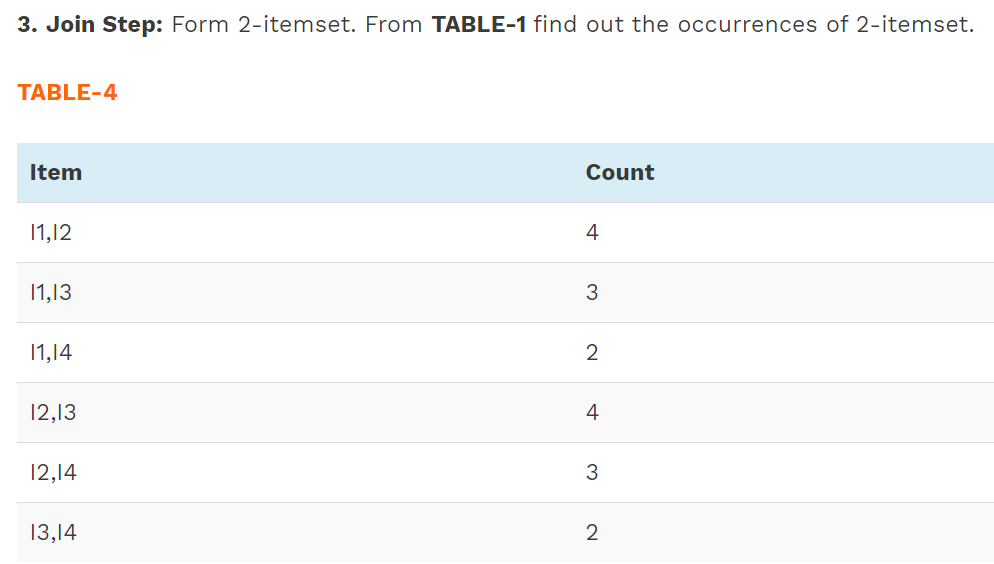 3. Join Step: Form 2-itemset. From TABLE-1 find out the occurrences of 2-itemset.
TABLE-4
Item Count
I1,I2 4
I1,I3 3
I1,I4 2
I2,I3 4
I2,I4 3
I3,I4 2